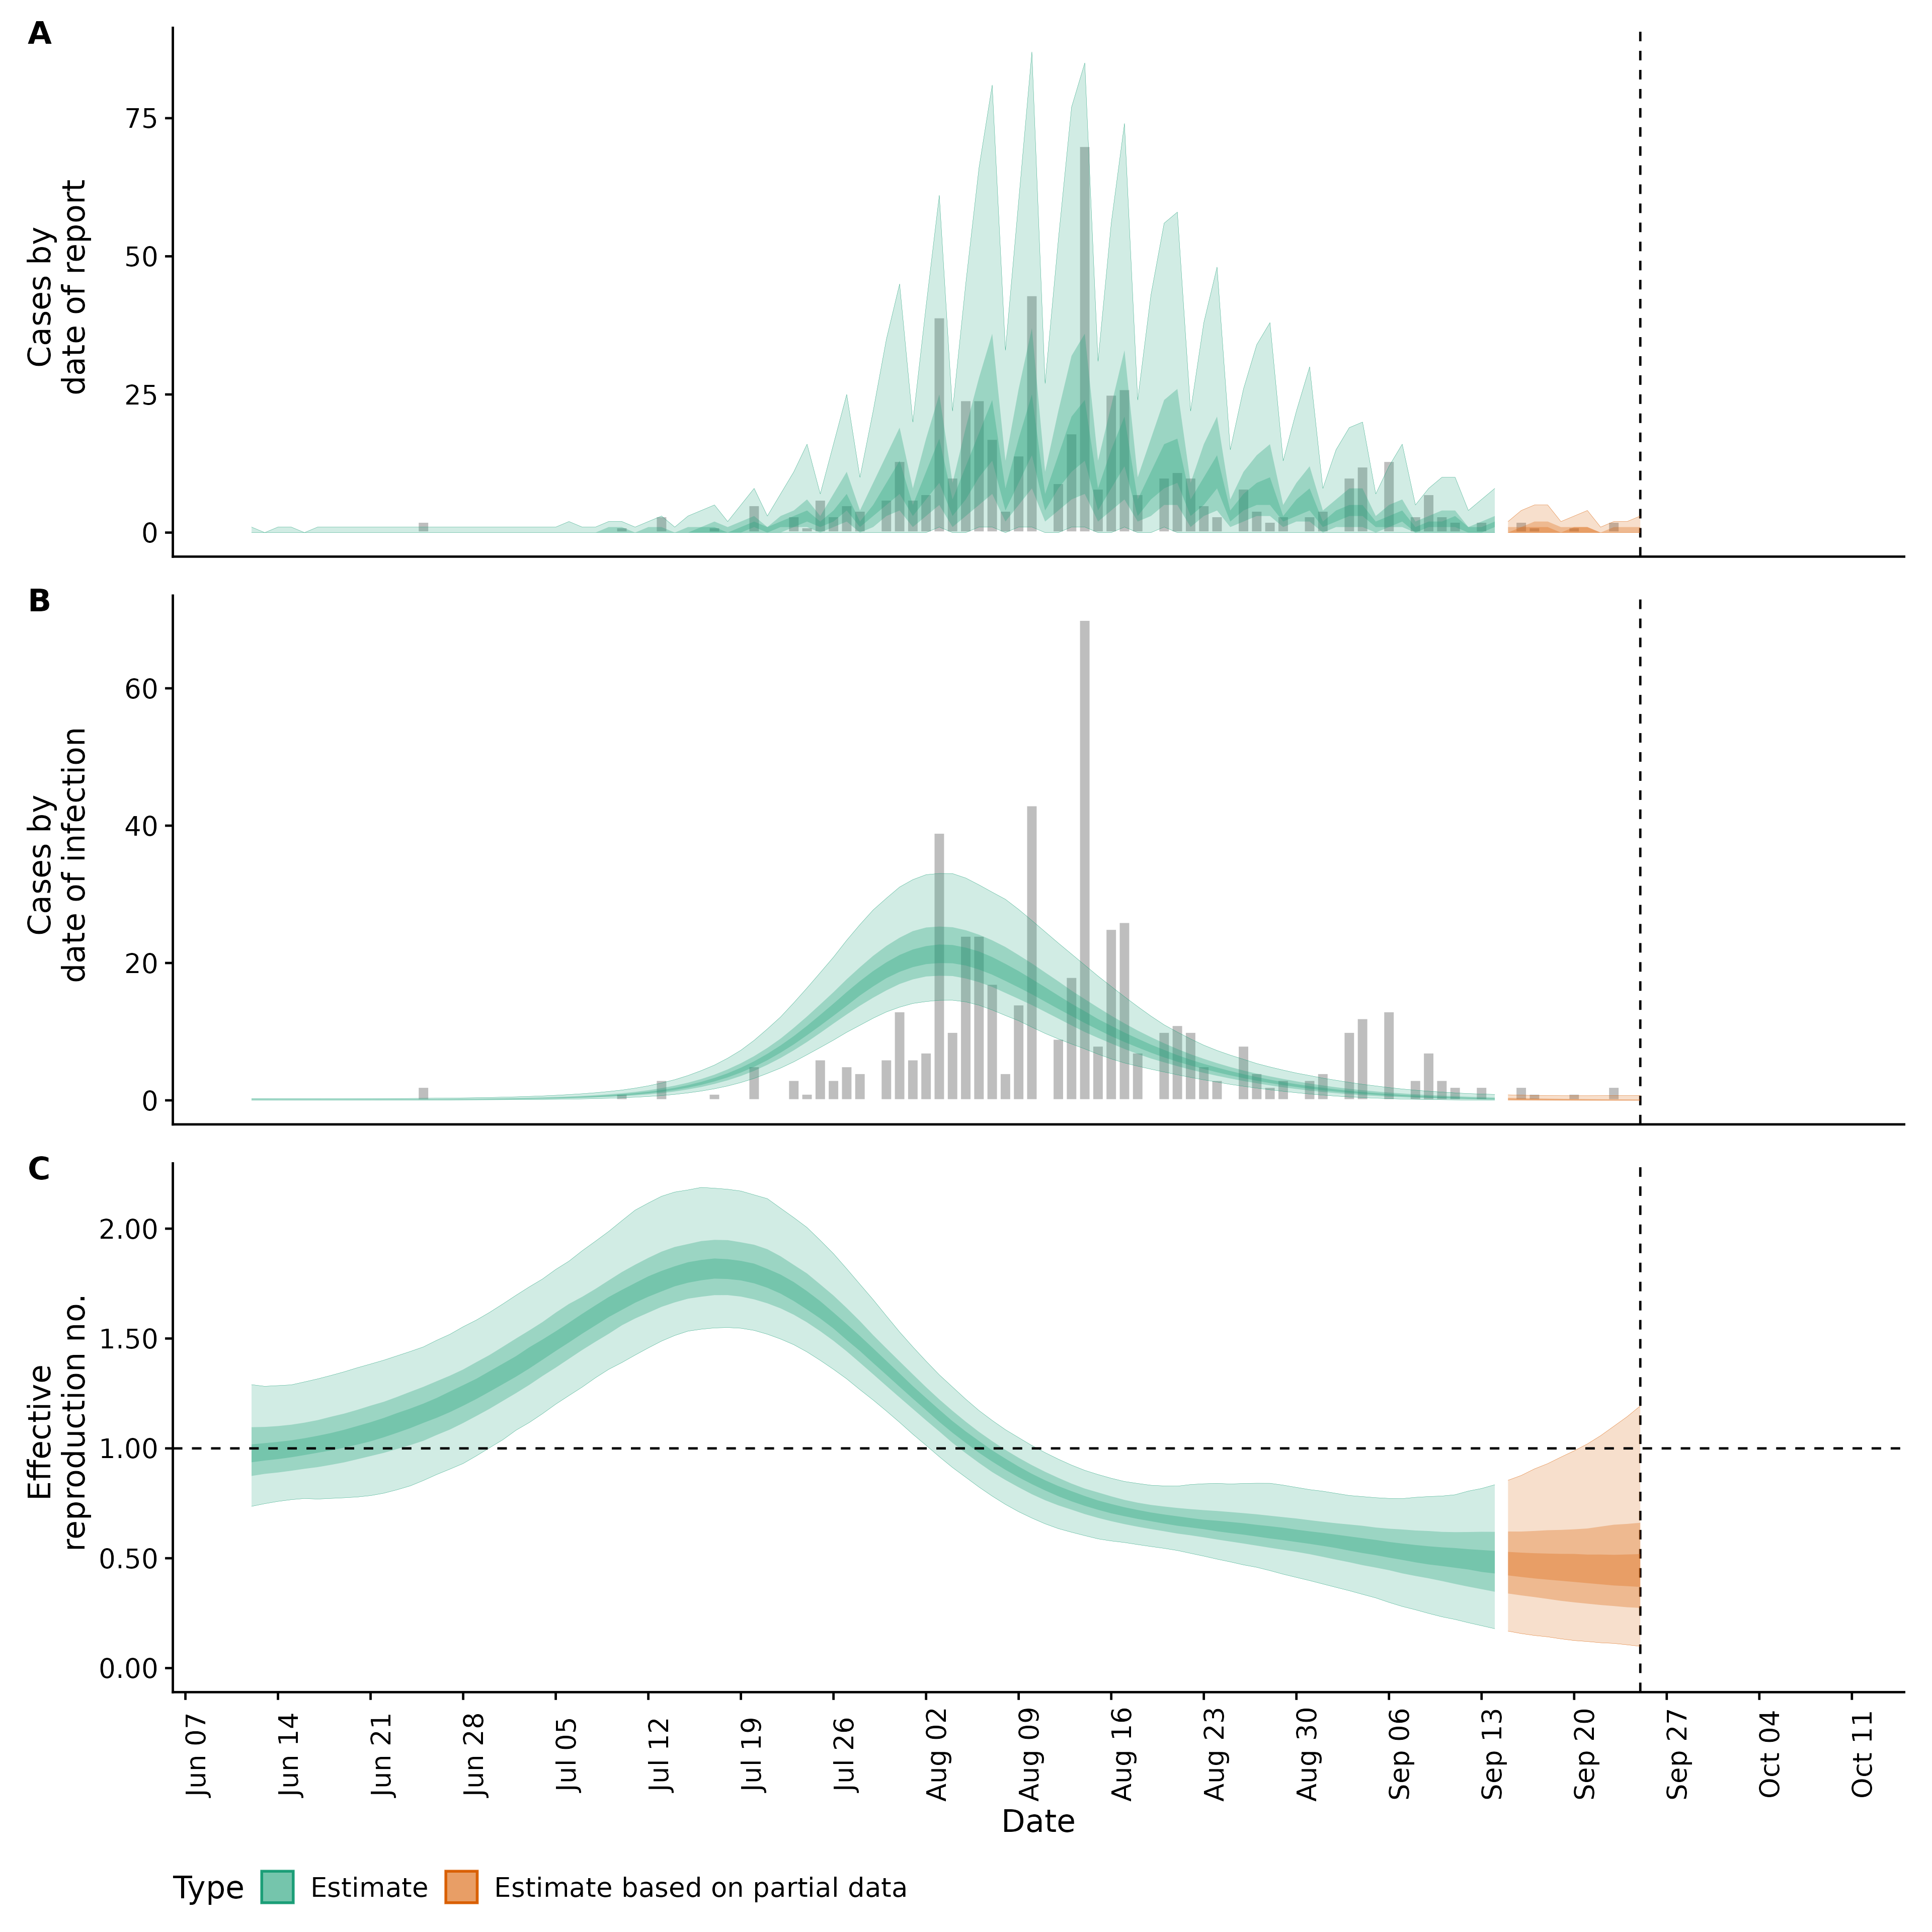 A
Cases by
date of report
75
50
25
0
B
Cases by
date of infection
60
40
20
0
C
Effective
reproduction no.
2.00
1.50
1.00
0.50
0.00
Jun 07
Jun 14
Jun 21
Jun 28
Jul 05
Jul 12
Jul 19
Jul 26
Aug 02
Aug 09
Aug 16
Aug 23
Aug 30
Sep 06
Sep 13
Sep 20
Sep 27
Oct 04
Oct 11
Date
Type Estimate Estimate based on partial data